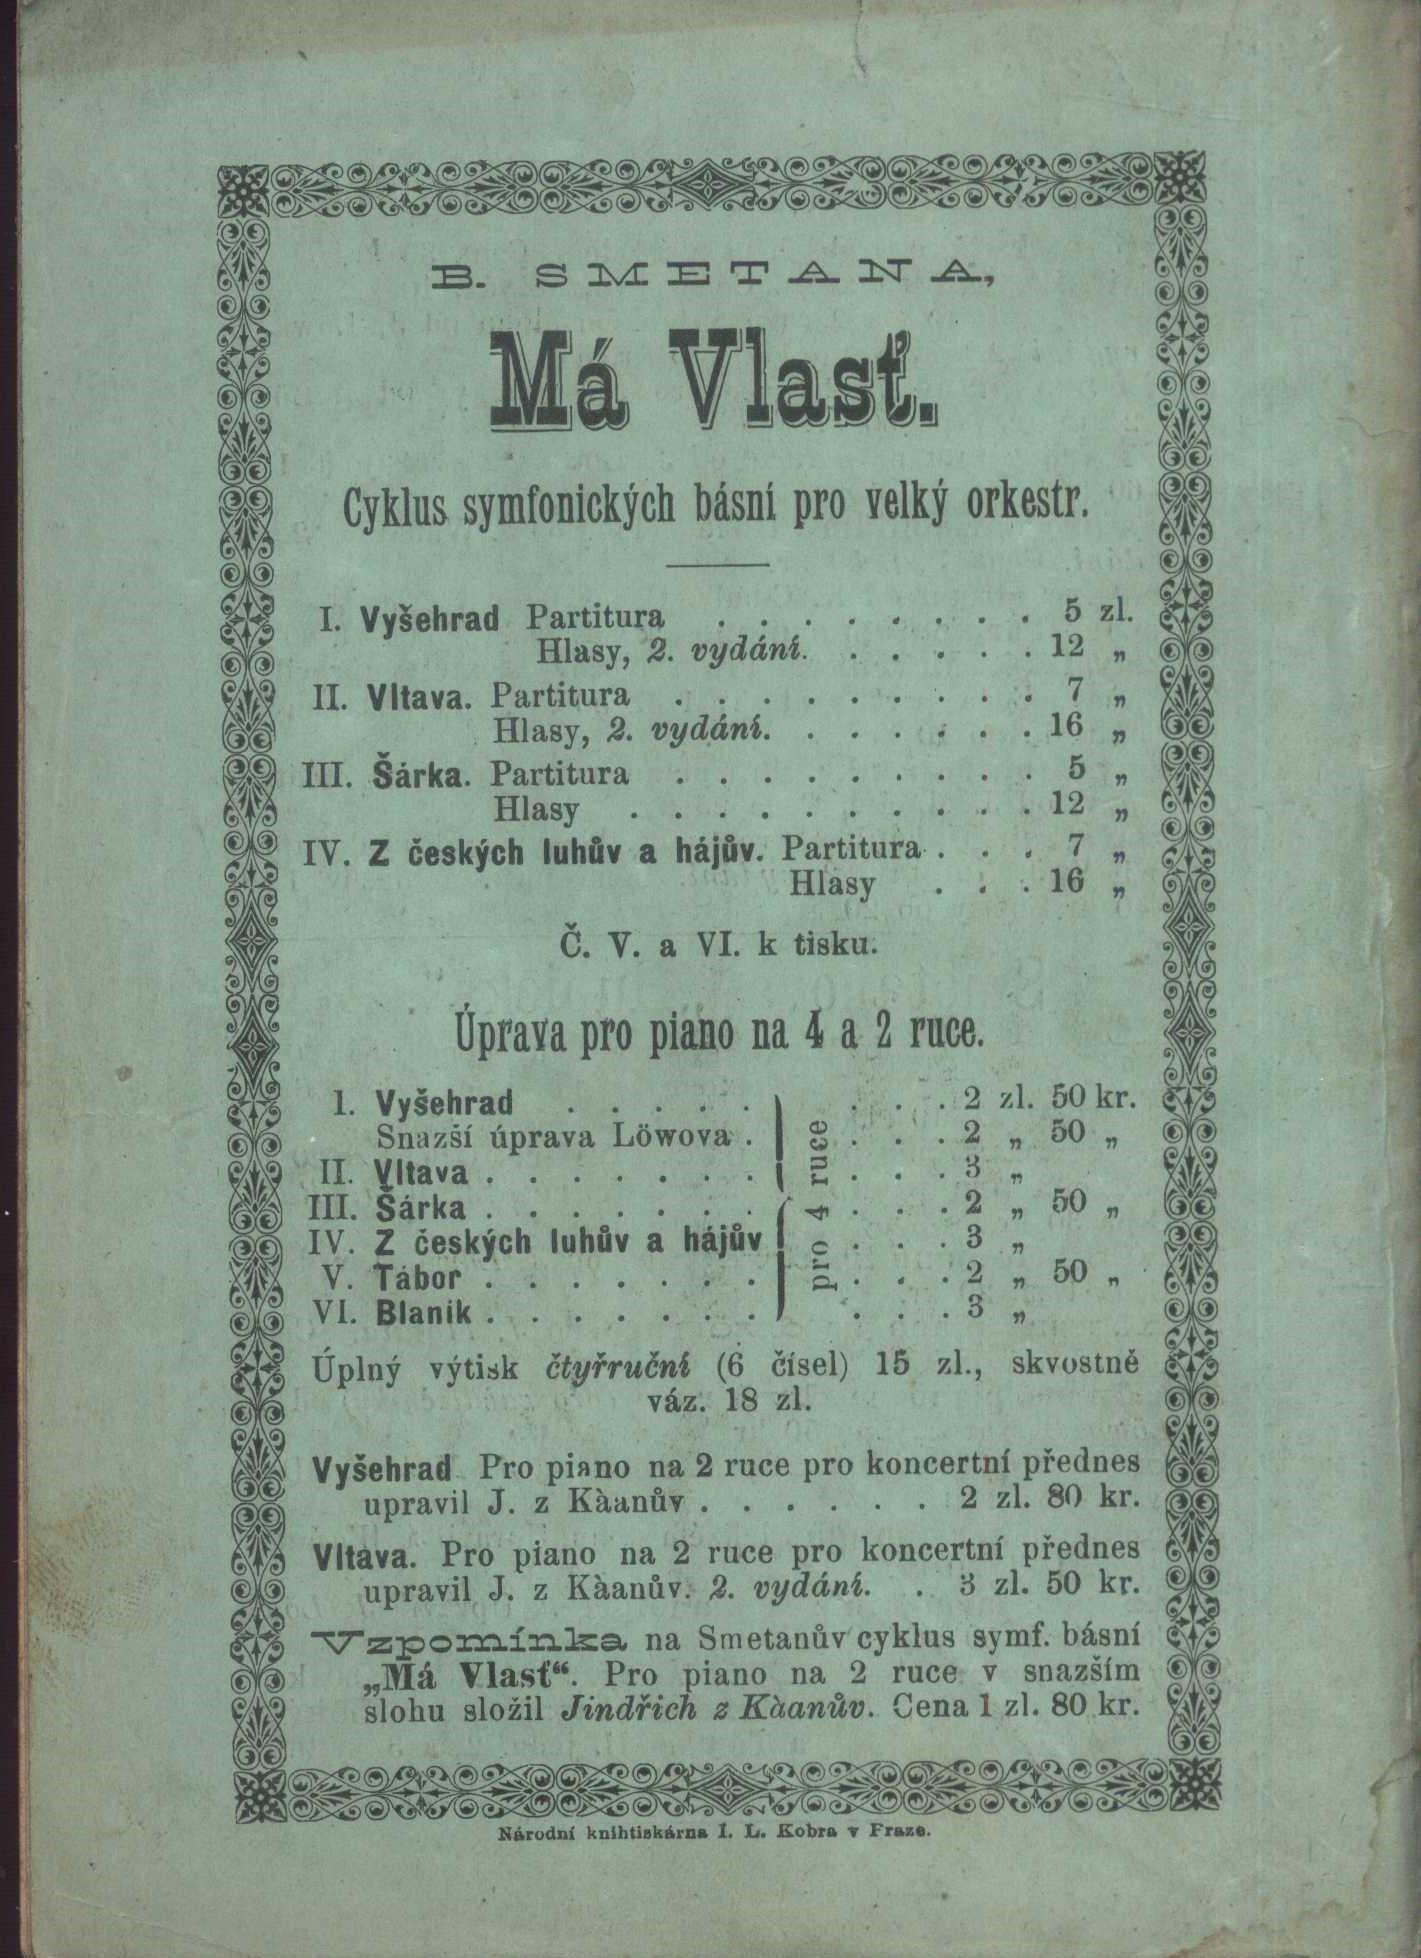 B. SMETANA,
Má Vlasť.
Cyklus symfonických básní pro velký orkestr.
I. Vyšehrad Partitura . . . . . . . . 5 zl.
Hlasy, 2. vydání. . . . . . 12 „
II. Vltava. Partitura . . . . . . . . . 7 „
Hlasy, 2. vydání. . . . . . . 16 „
III. Šárka. Partitura . . . . . . . . . 5 „
Hlasy . . . . . . . . . . 12 „
IV. Z českých luhův a hájův. Partitura . . . 7 „
Hlasy . . . 16 „
Č. V. a VI. k tisku.
Úprava pro piano na 4 a 2 ruce.
I. Vyšehrad . . . . . . . . 2 zl. 50 kr.
Snazší úprava Löwova . . . . 2 „ 50 „
II. Vltava . . . . . . . . . . 3 „
III. Šárka . . . . . . . . . . 2 „ 50 „
IV. Z českých luhův a hájův . . . 3 „
V. Tábor . . . . . . . . . . 2 „ 50 „
VI. Blaník . . . . . . . . . . 3 „
pro 4 ruce
Úplný výtisk čtyřruční (6 čísel) 15 zl., skvostně
váz. 18 zl.
Vyšehrad Pro piano na 2 ruce pro koncertní přednes
upravil J. z Kàanův . . . . . . 2 zl. 80 kr.
Vltava. Pro piano na 2 ruce pro koncertní přednes
upravil J. z Kàanův. 2. vydání. . 3 zl. 50 kr.
Vzpomínka na Smetanův cyklus symf. básní
„Má Vlasť“. Pro piano na 2 ruce v snazším
slohu složil Jindřich z Kàanův. Cena 1 zl. 80 kr.
Národní knihtiskárna I. L. Kobra v Praze.